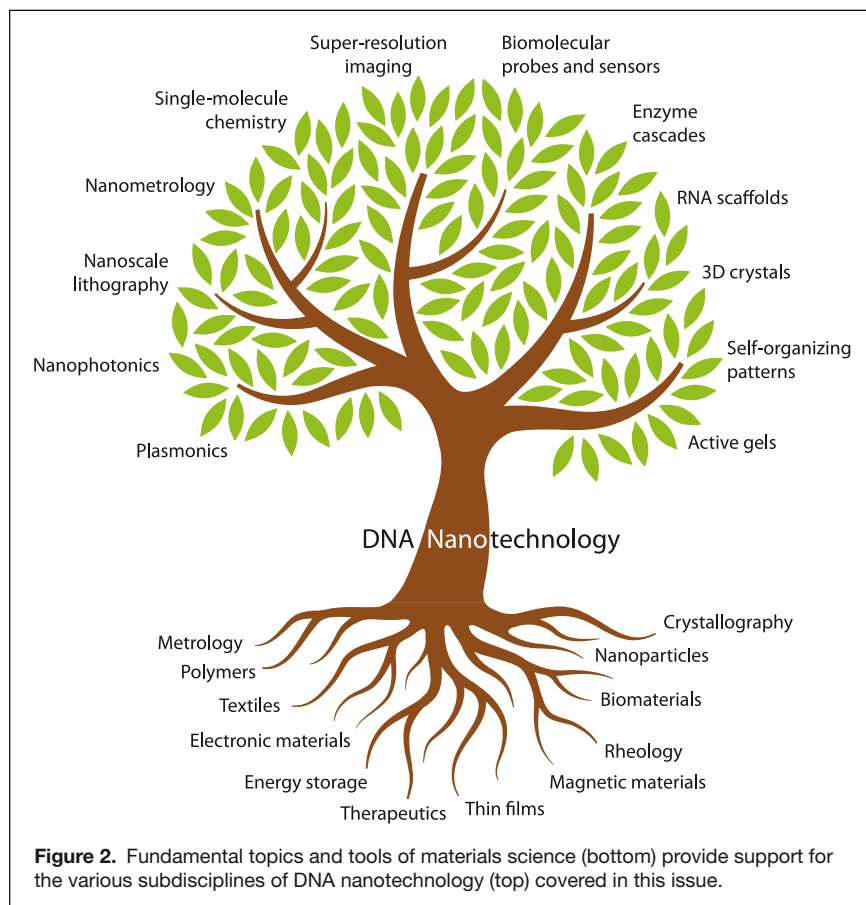 Super-resolution
imaging
Biomolecular
probes and sensors
Single-molecule
chemistry
Enzyme
cascades
Nanometrology
RNA scaffolds
Nanoscale
lithography
3D crystals
Nanophotonics
Self-organizing
patterns
Plasmonics
Active gels
DNA Nanotechnology
Metrology
Crystallography
Polymers
Nanoparticles
Textiles
Biomaterials
Electronic materials
Rheology
Energy storage
Magnetic materials
Therapeutics
Thin films
Figure 2. Fundamental topics and tools of materials science (bottom) provide support for
the various subdisciplines of DNA nanotechnology (top) covered in this issue.